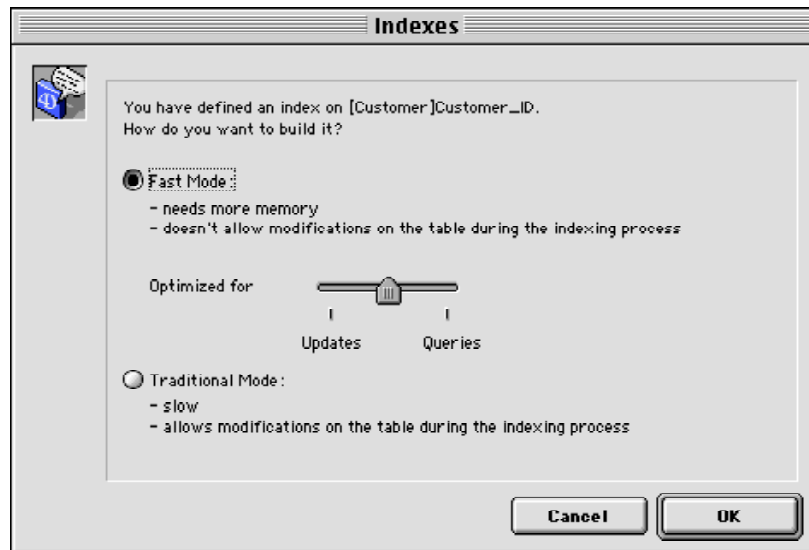 Indexes
4D
You have defined an index on [Customer]Customer_ID.
How do you want to build it?
Fast Mode :
- needs more memory
- doesn't allow modifications on the table during the indexing process
Optimized for
Updates Queries
Traditional Mode :
- slow
- allows modifications on the table during the indexing process
Cancel OK